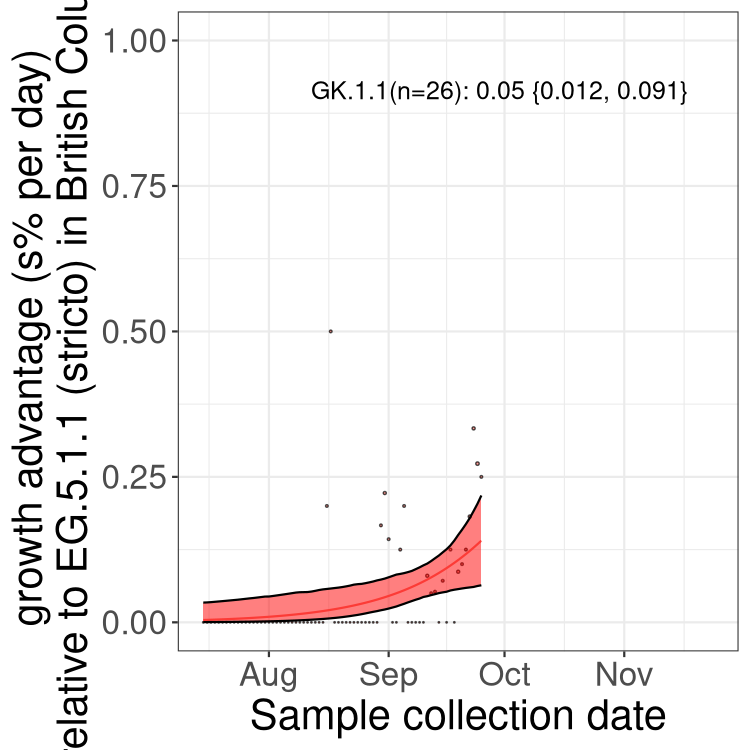 growth advantage (s% per day)
relative to EG.5.1.1 (stricto) in British
1.00
0.75
0.50
0.25
0.00
GK.1.1(n=26): 0.05 {0.012, 0.091}
Aug Sep Oct Nov
Sample collection date